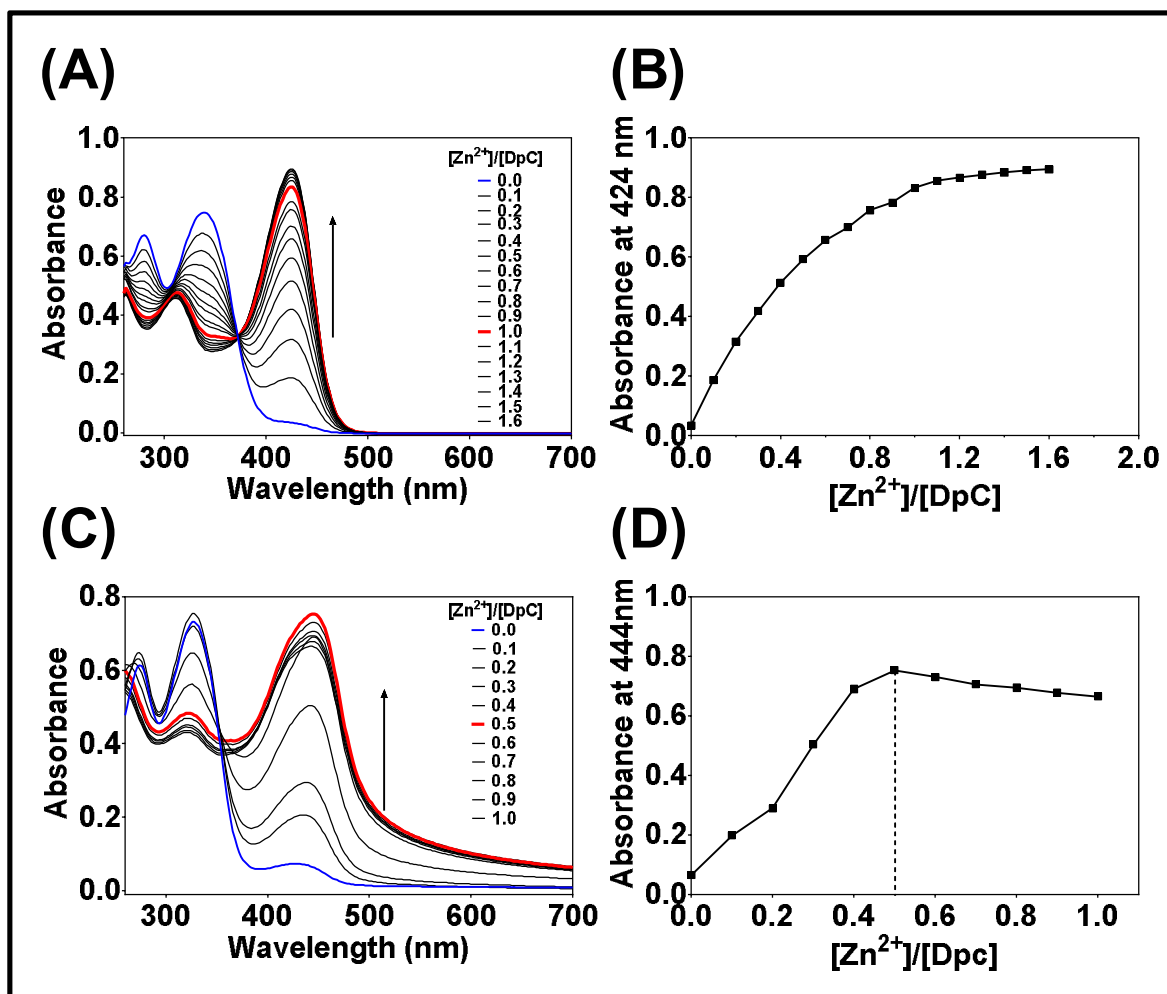 (A)
Absorbance
1.0
0.8
0.6
0.4
0.2
0.0
300 400 500 600 700
Wavelength (nm)
[Zn²⁺]/[DpC]
0.0
0.1
0.2
0.3
0.4
0.5
0.6
0.7
0.8
0.9
1.0
1.1
1.2
1.3
1.4
1.5
1.6
(B)
Absorbance at 424 nm
1.0
0.8
0.6
0.4
0.2
0.0
0.0 0.4 0.8 1.2 1.6 2.0
[Zn²⁺]/[DpC]
(C)
Absorbance
0.8
0.6
0.4
0.2
0.0
300 400 500 600 700
Wavelength (nm)
[Zn²⁺]/[DpC]
0.0
0.1
0.2
0.3
0.4
0.5
0.6
0.7
0.8
0.9
1.0
(D)
Absorbance at 444nm
1.0
0.8
0.6
0.4
0.2
0.0
0.0 0.2 0.4 0.6 0.8 1.0
[Zn²⁺]/[Dpc]